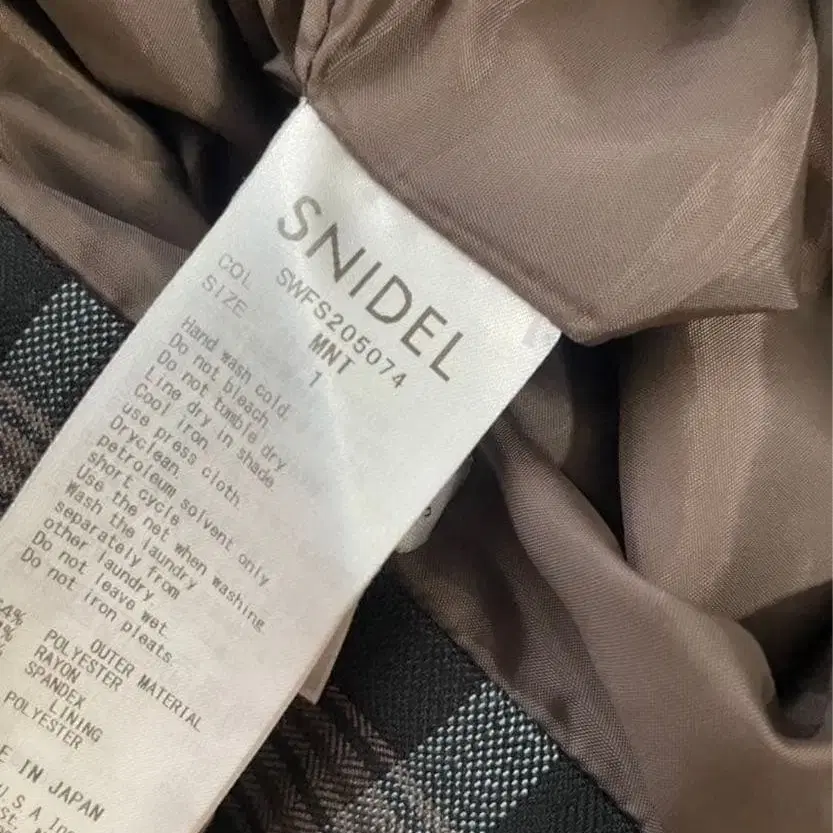 SNIDEL
SWFS205074
COL MNT
SIZE 1
Hand wash cold.
Do not bleach.
Do not tumble dry.
Line dry in shade.
Cool iron
use press cloth.
Dryclean
petroleum solvent only
short cycle.
Use the net when washing.
Wash the laundry
separately from
other laundry.
Do not leave wet.
Do not iron pleats.
OUTER MATERIAL
POLYESTER
RAYON
SPANDEX
LINING
POLYESTER
E IN JAPAN